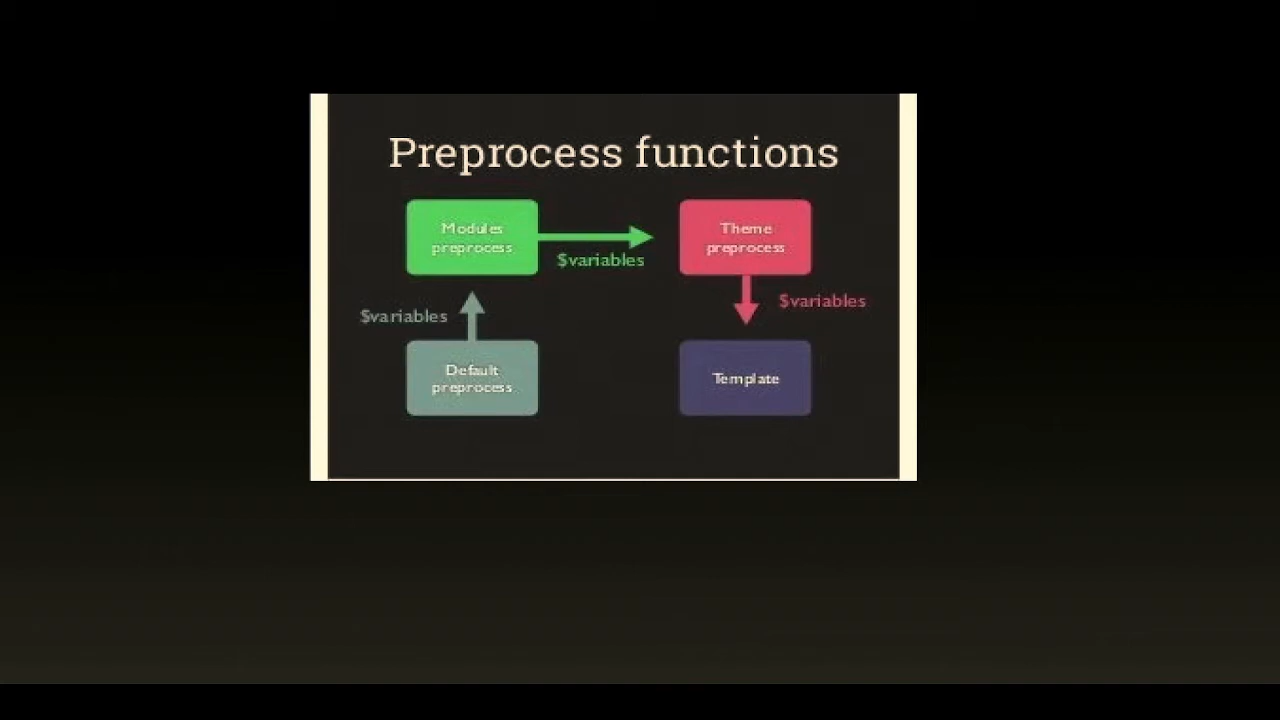 Preprocess functions
Modules
preprocess
$variables
Theme
preprocess
$variables
$variables
Default
preprocess
Template